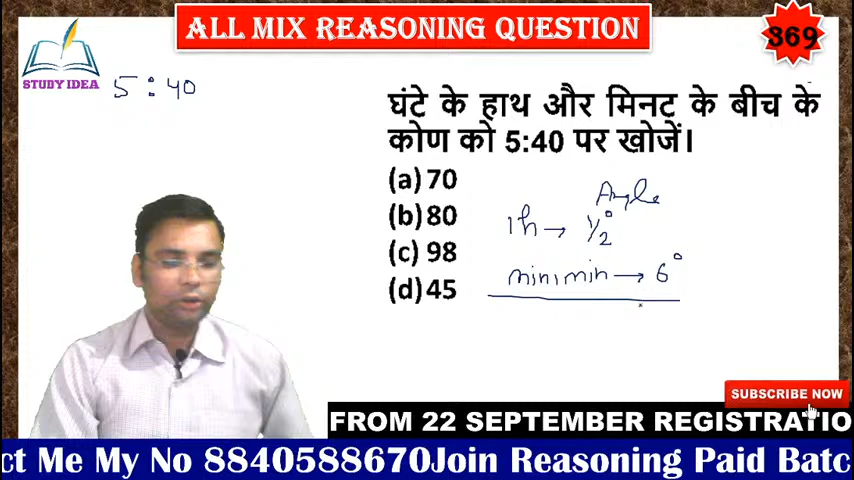 ALL MIX REASONING QUESTION
369
STUDY IDEA
5 : 40
घंटे के हाथ और मिनट के बीच के
कोण को 5:40 पर खोजें।
(a) 70
(b) 80
(c) 98
(d) 45
Angle
1h → 1/2°
min → 6°
SUBSCRIBE NOW
FROM 22 SEPTEMBER REGISTRATIO
ct Me My No 8840588670Join Reasoning Paid Batc